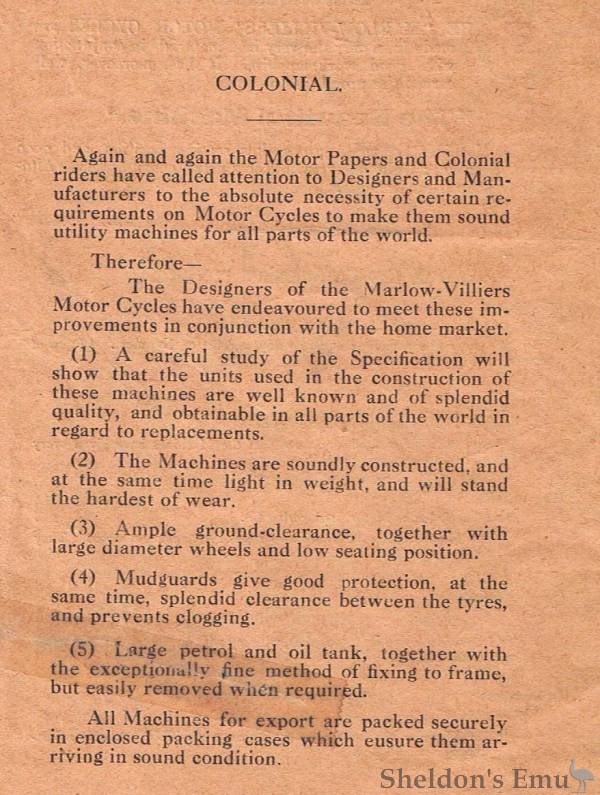 COLONIAL.
Again and again the Motor Papers and Colonial
riders have called attention to Designers and Man-
ufacturers to the absolute necessity of certain re-
quirements on Motor Cycles to make them sound
utility machines for all parts of the world.
Therefore—
The Designers of the Marlow-Villiers
Motor Cycles have endeavoured to meet these im-
provements in conjunction with the home market.
(1) A careful study of the Specification will
show that the units used in the construction of
these machines are well known and of splendid
quality, and obtainable in all parts of the world in
regard to replacements.
(2) The Machines are soundly constructed, and
at the same time light in weight, and will stand
the hardest of wear.
(3) Ample ground-clearance, together with
large diameter wheels and low seating position.
(4) Mudguards give good protection, at the
same time, splendid clearance between the tyres,
and prevents clogging.
(5) Large petrol and oil tank, together with
the exceptionally fine method of fixing to frame,
but easily removed when required.
All Machines for export are packed securely
in enclosed packing cases which eusure them ar-
riving in sound condition.
Sheldon's Emu